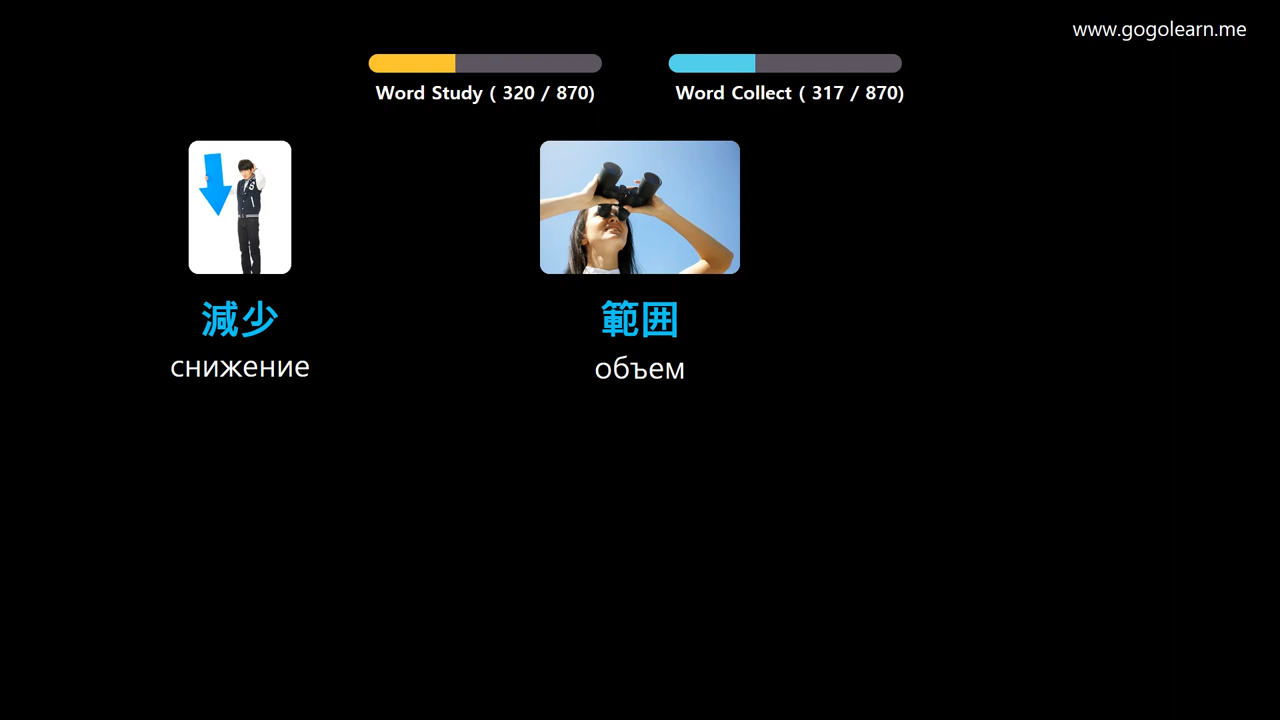 www.gogolearn.me
Word Study ( 320 / 870)
Word Collect ( 317 / 870)
減少
снижение
範囲
объем